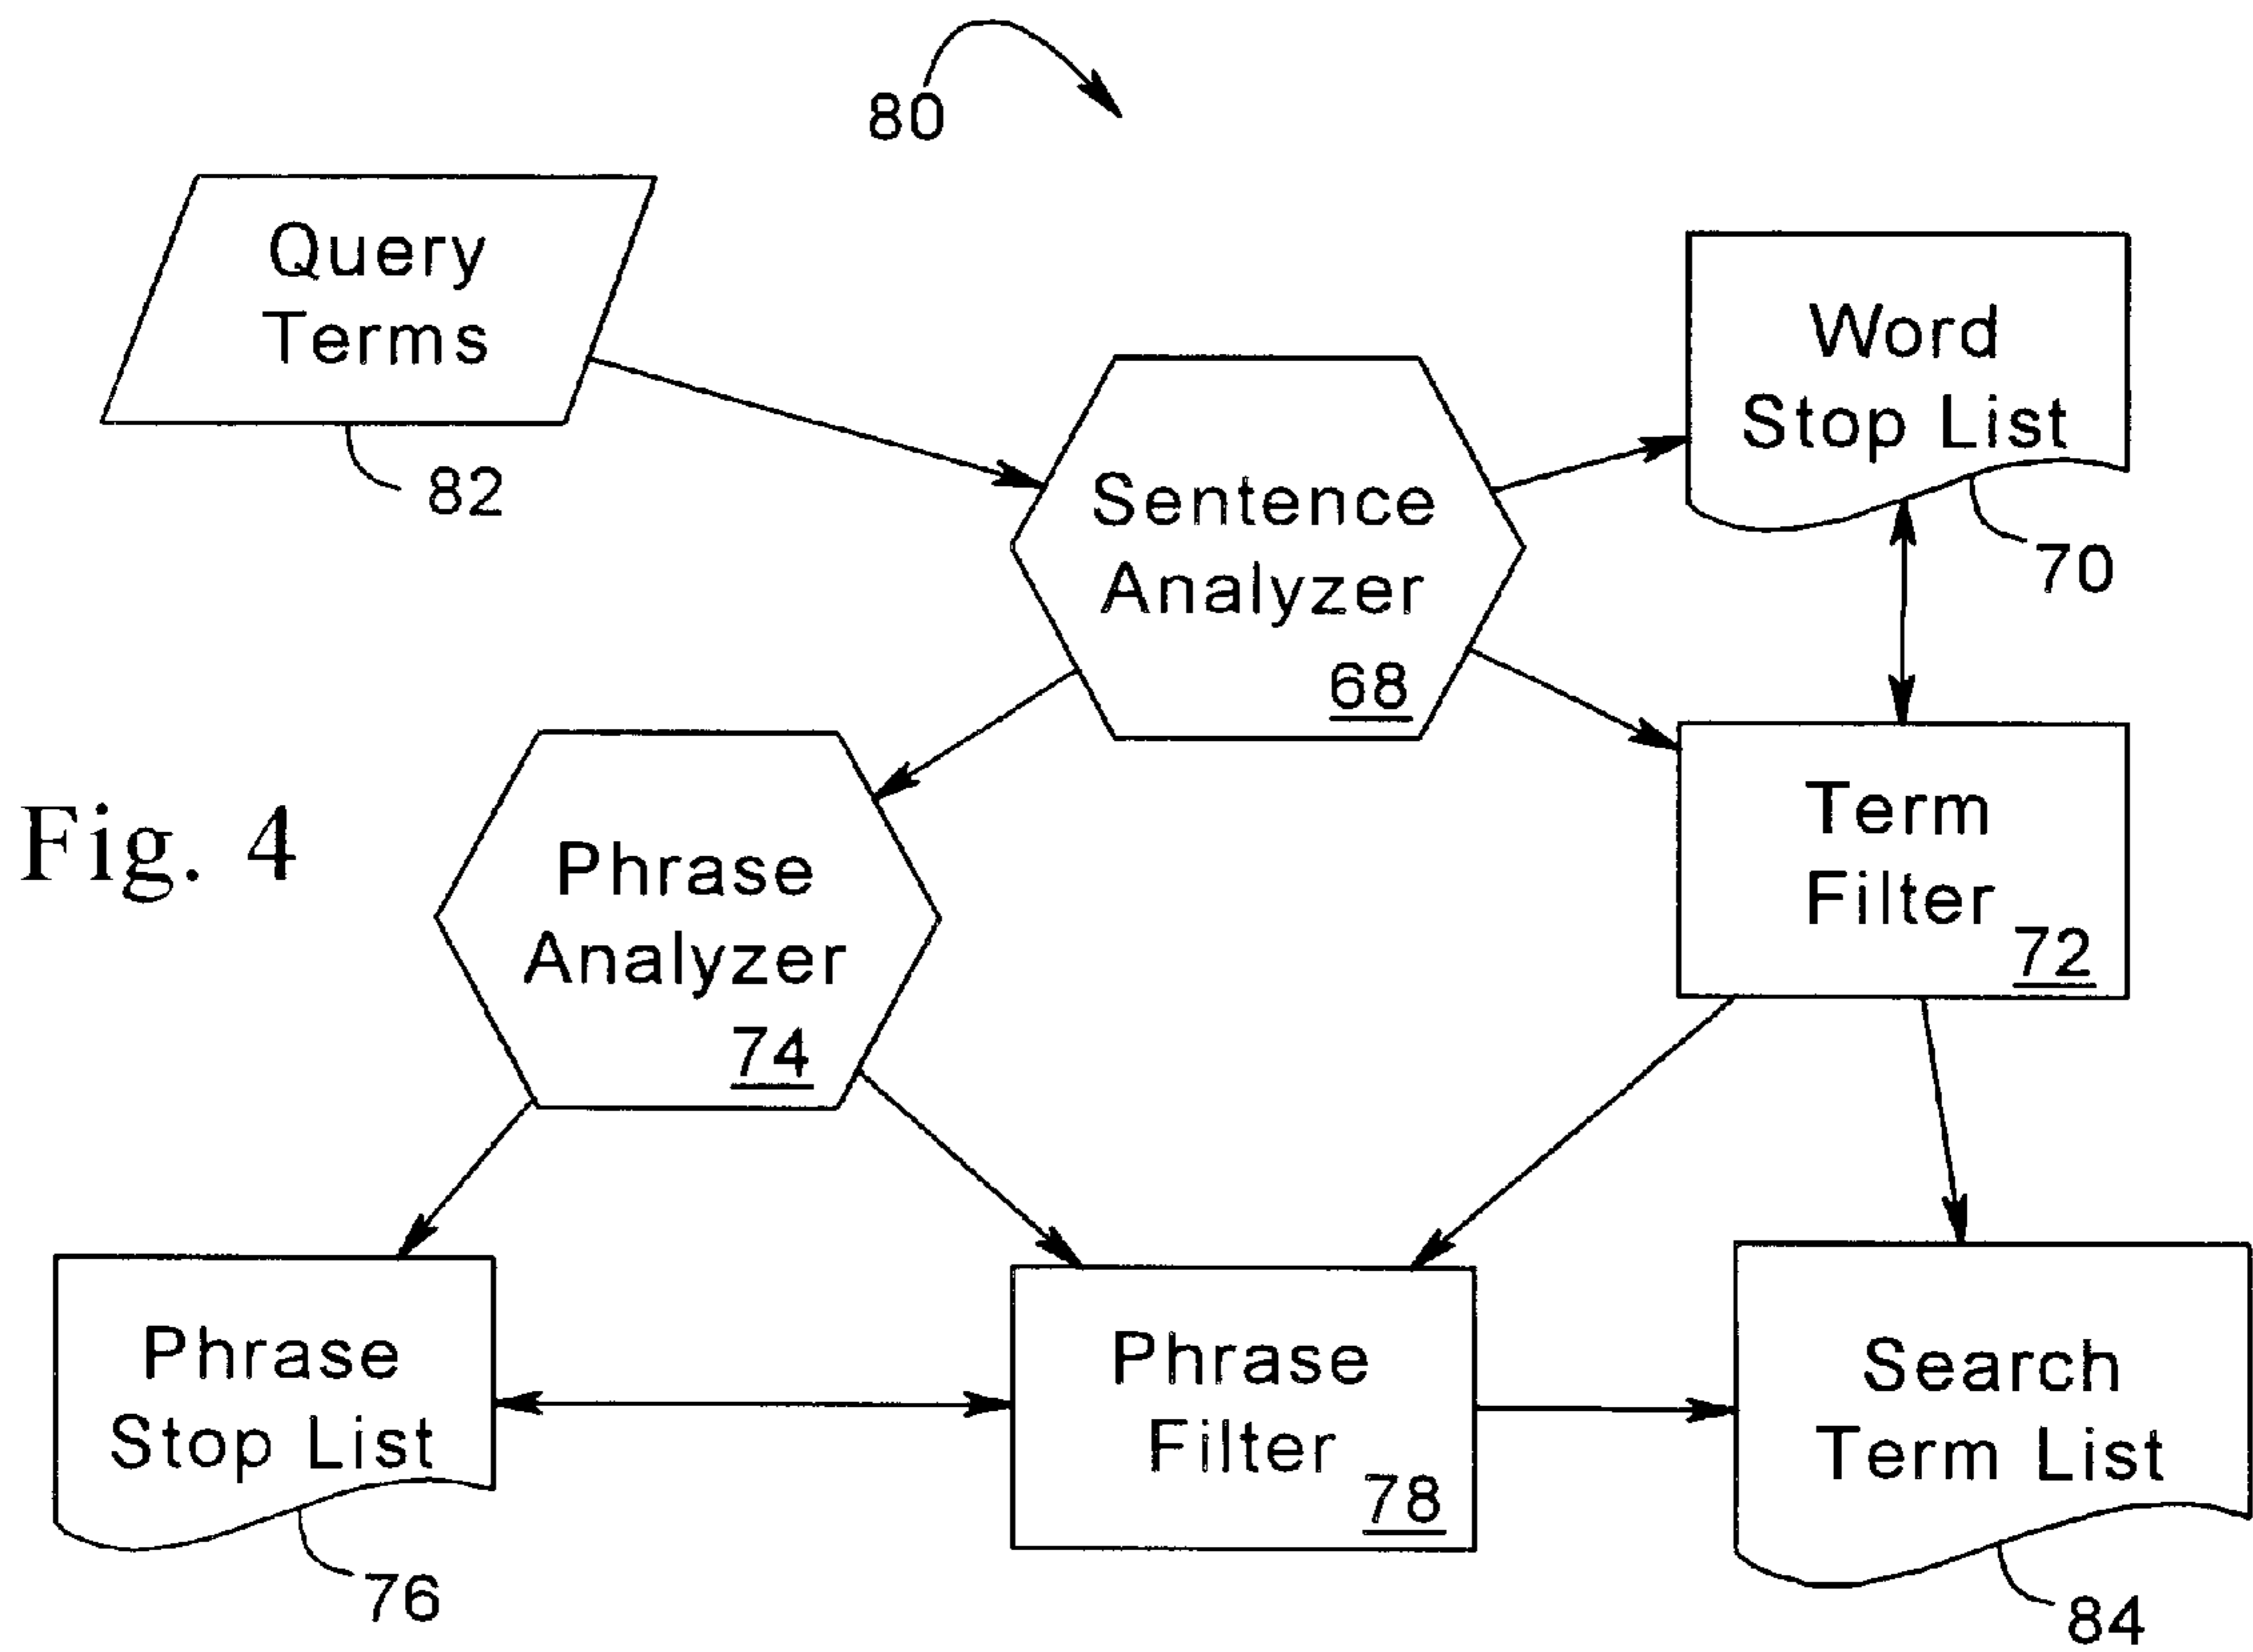 80
Query
Terms
82
Word
Stop List
70
Sentence
Analyzer
68
Fig. 4
Phrase
Analyzer
74
Term
Filter
72
Phrase
Stop List
76
Phrase
Filter
78
Search
Term List
84